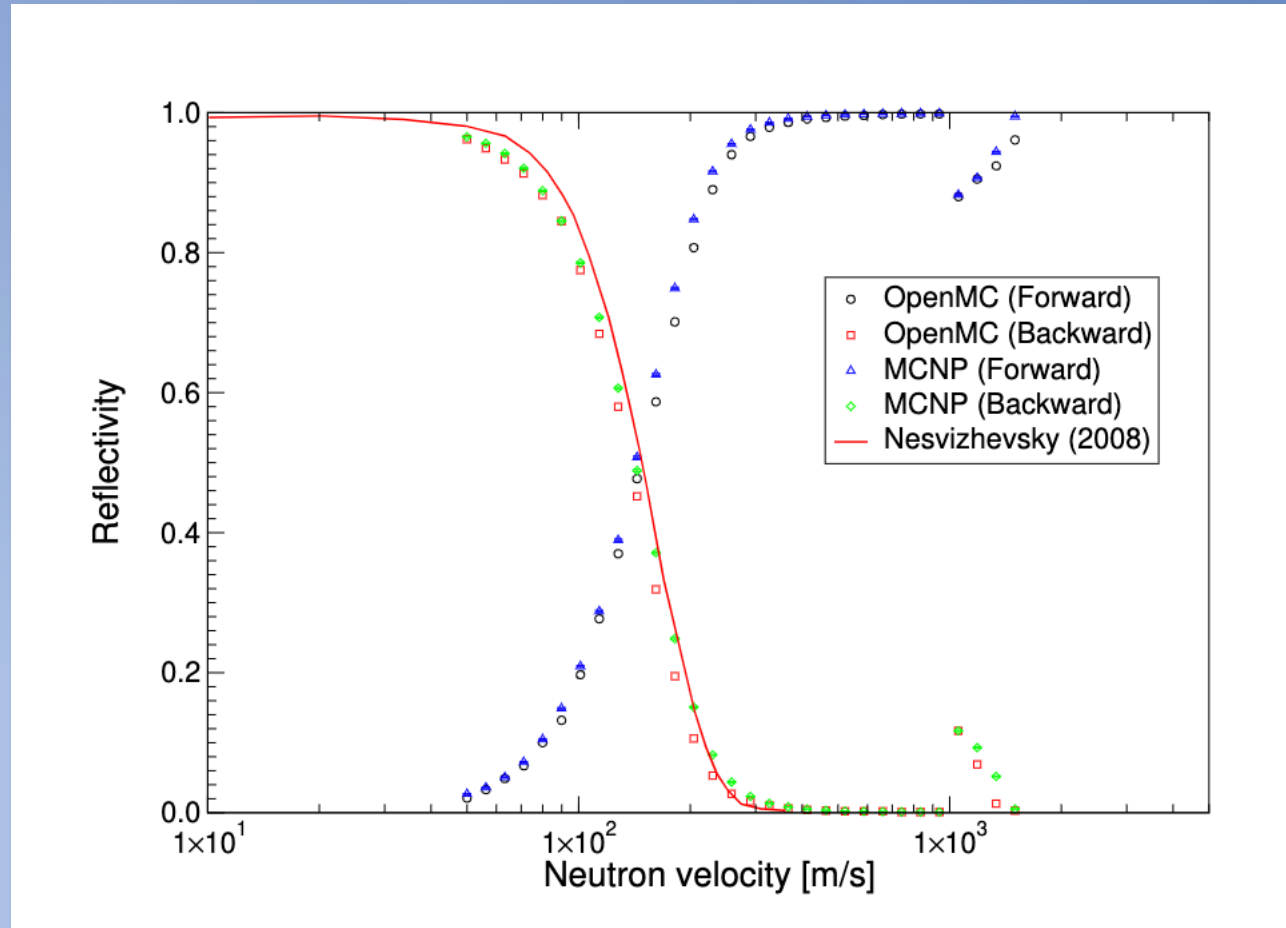 Reflectivity
1.0
0.8
0.6
0.4
0.2
0.0
OpenMC (Forward)
OpenMC (Backward)
MCNP (Forward)
MCNP (Backward)
Nesvizhevsky (2008)
1×10¹
1×10²
1×10³
Neutron velocity [m/s]